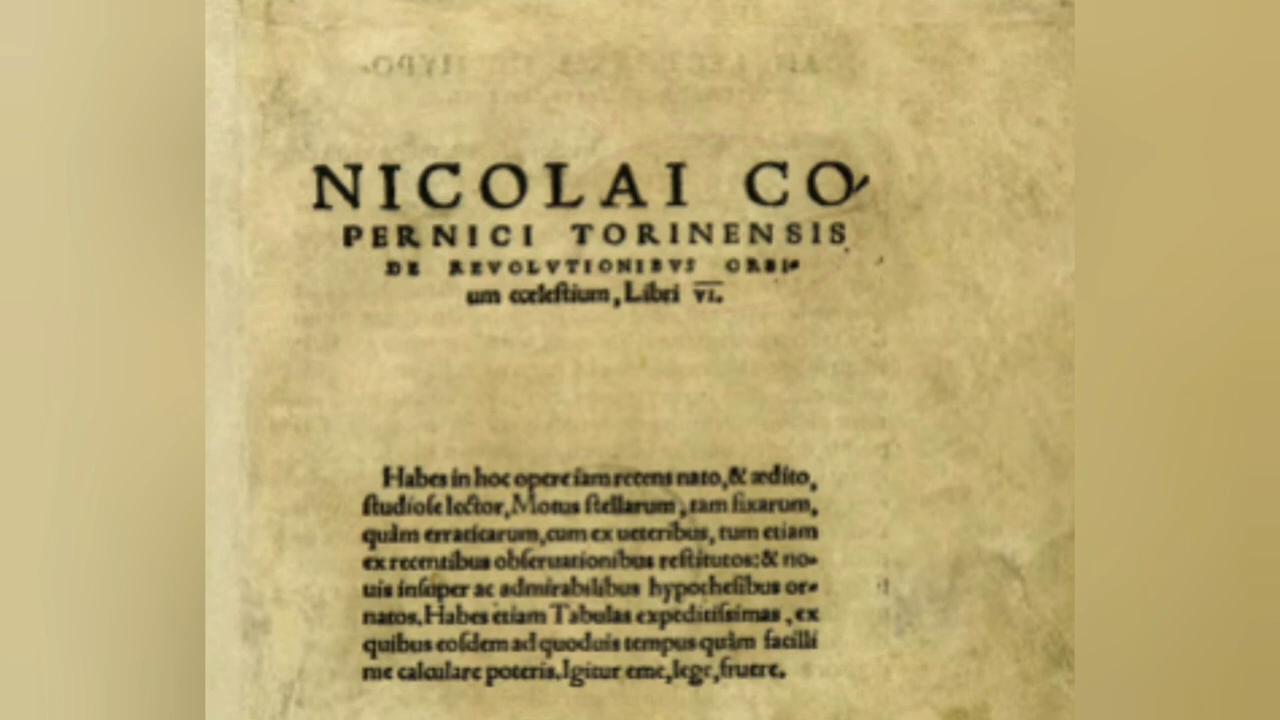 NICOLAI CO-
PERNICI TORINENSIS
DE REVOLVTIONIBVS ORBI-
um cœleſtium, Libri VI.
Habes in hoc opere iam recens nato, & ædito,
ſtudioſe lector, Motus ſtellarum, tam fixarum,
quàm erraticarum, cum ex ueteribus, tum etiam
ex recentibus obſeruationibus reſtitutos: & no-
uis inſuper ac admirabilibus hypotheſibus or-
natos. Habes etiam Tabulas expeditiſsimas, ex
quibus eoſdem ad quoduis tempus quàm facilli
me calculare poteris. Igitur eme, lege, fruere.